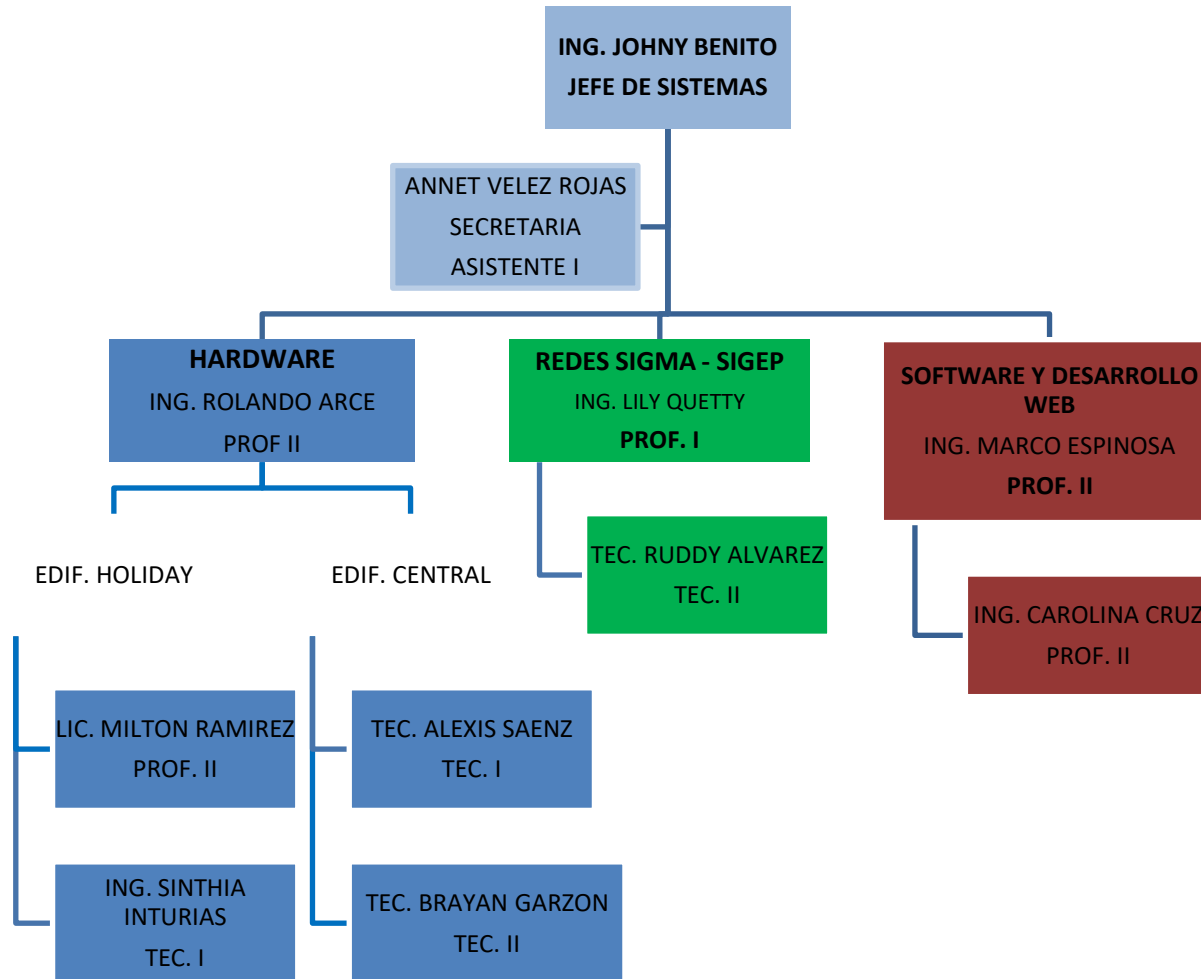 ING. JOHNY BENITO
JEFE DE SISTEMAS
ANNET VELEZ ROJAS
SECRETARIA
ASISTENTE I
HARDWARE
ING. ROLANDO ARCE
PROF II
REDES SIGMA - SIGEP
ING. LILY QUETTY
PROF. I
SOFTWARE Y DESARROLLO
WEB
ING. MARCO ESPINOSA
PROF. II
EDIF. HOLIDAY
EDIF. CENTRAL
TEC. RUDDY ALVAREZ
TEC. II
ING. CAROLINA CRUZ
PROF. II
LIC. MILTON RAMIREZ
PROF. II
TEC. ALEXIS SAENZ
TEC. I
ING. SINTHIA
INTURIAS
TEC. I
TEC. BRAYAN GARZON
TEC. II